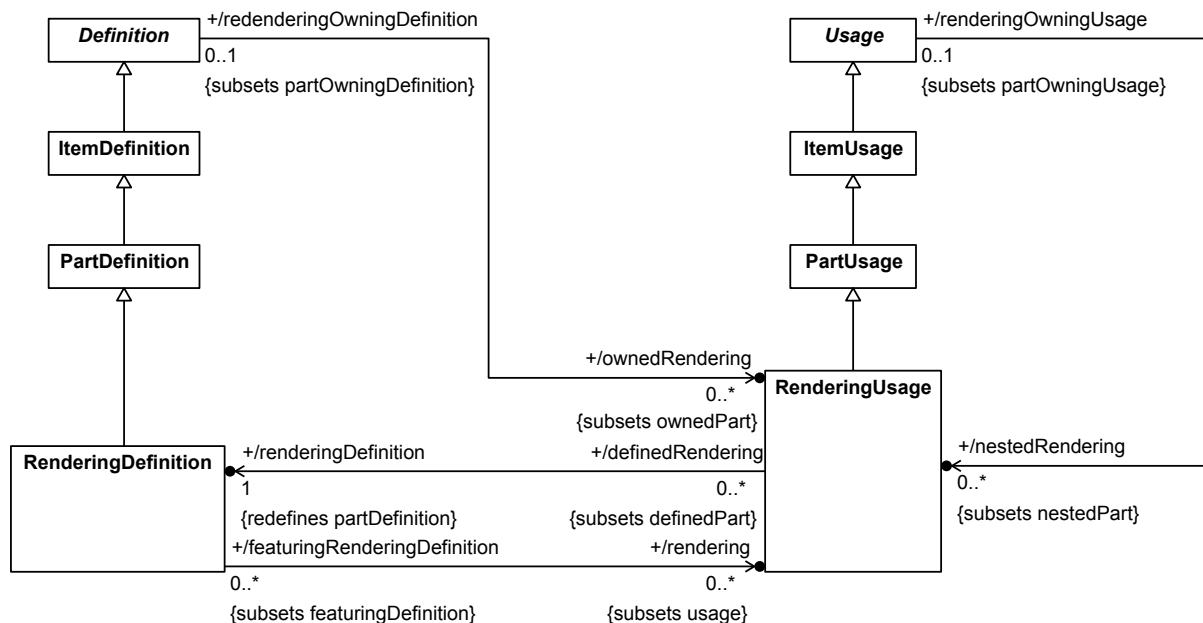 +/redenderingOwningDefinition
+/renderingOwningUsage
Definition
Usage
0..1
0..1
{subsets partOwningDefinition}
{subsets partOwningUsage}
ItemDefinition
ItemUsage
PartDefinition
PartUsage
+/ownedRendering
RenderingUsage
0..*
{subsets ownedPart}
RenderingDefinition
+/renderingDefinition
+/definedRendering
+/nestedRendering
1
0..*
0..*
{redefines partDefinition}
{subsets definedPart}
{subsets nestedPart}
+/featuringRenderingDefinition
+/rendering
0..*
0..*
{subsets featuringDefinition}
{subsets usage}